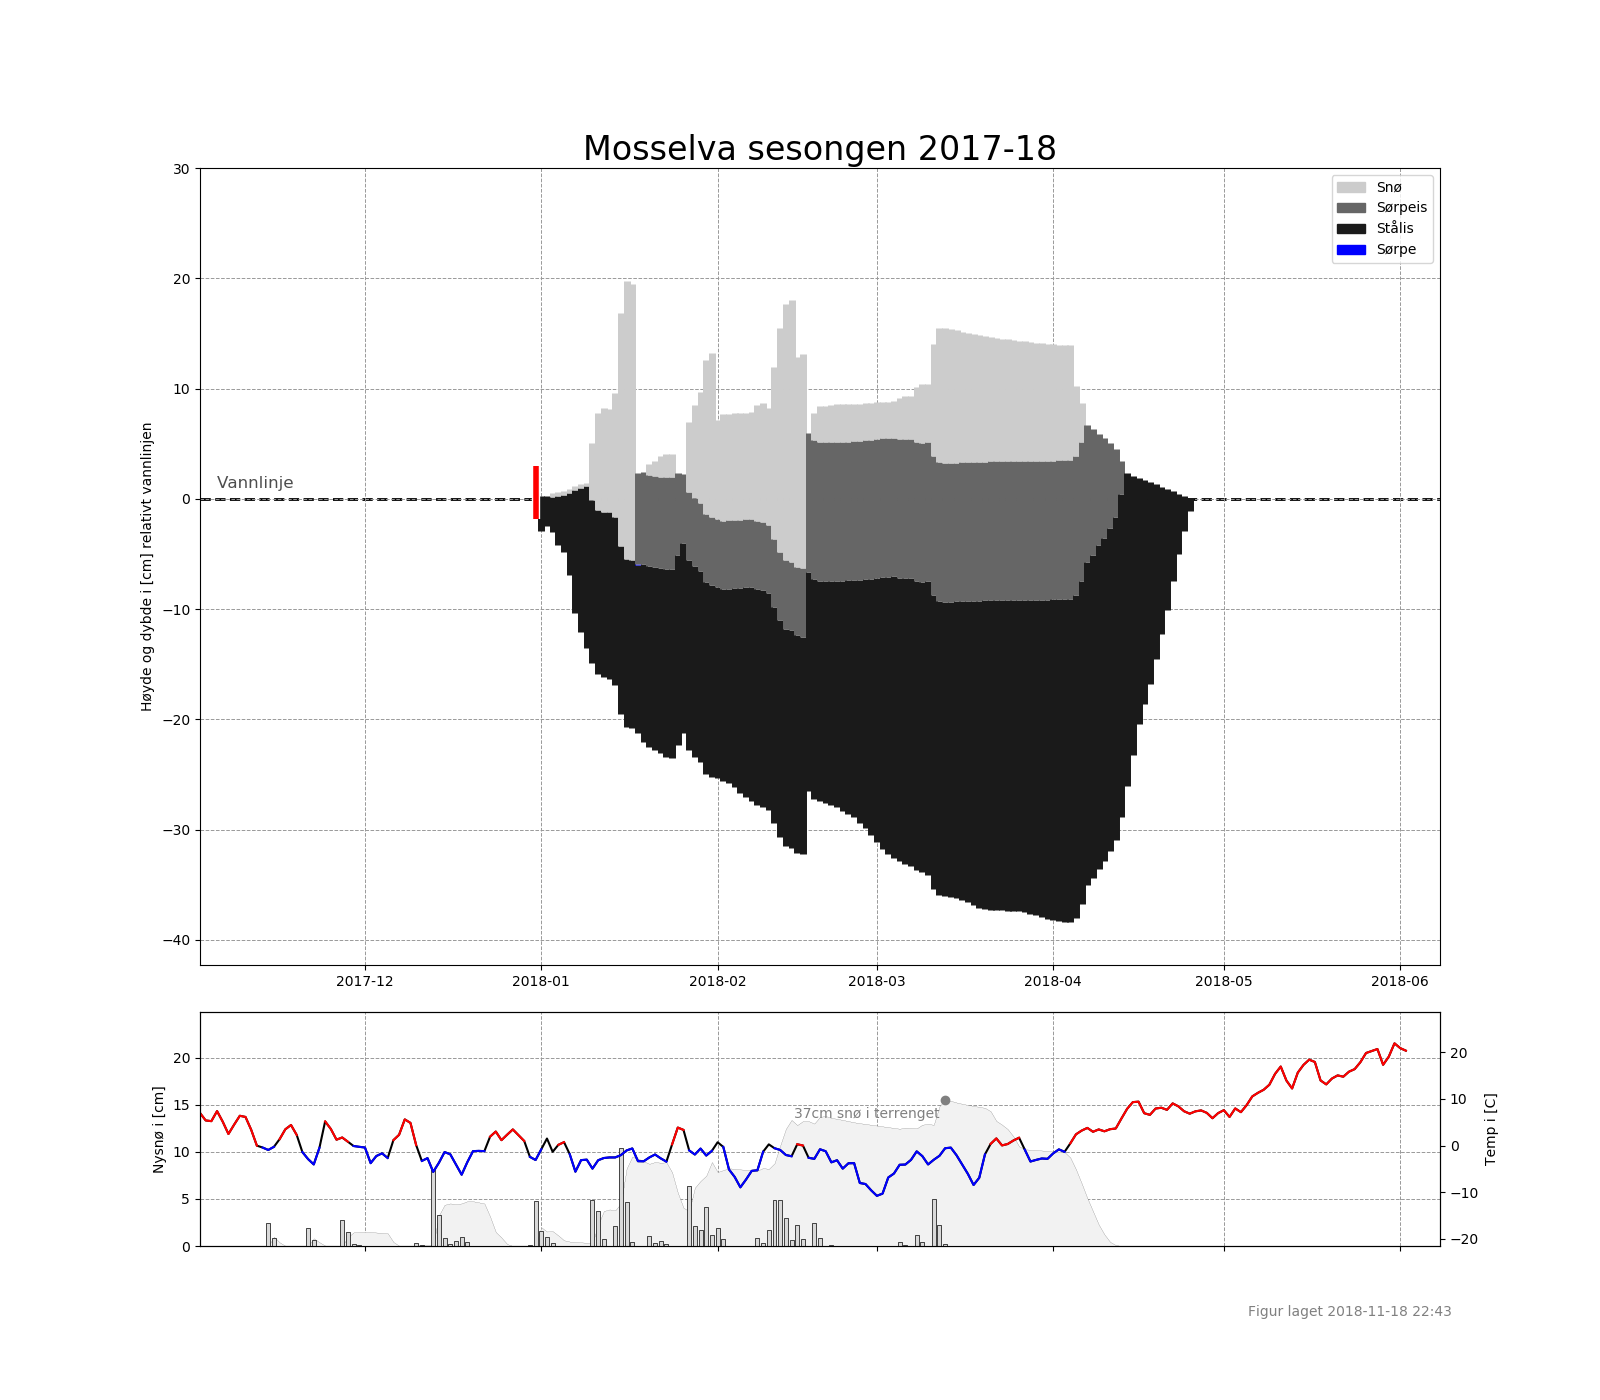 Mosselva sesongen 2017-18
30
20
10
0
−10
−20
−30
−40
Høyde og dybde i [cm] relativt vannlinjen
Vannlinje
Snø
Sørpeis
Stålis
Sørpe
2017-12 2018-01 2018-02 2018-03 2018-04 2018-05 2018-06
20
15
10
5
0
Nysnø i [cm]
37cm snø i terrenget
20
10
0
−10
−20
Temp i [C]
Figur laget 2018-11-18 22:43